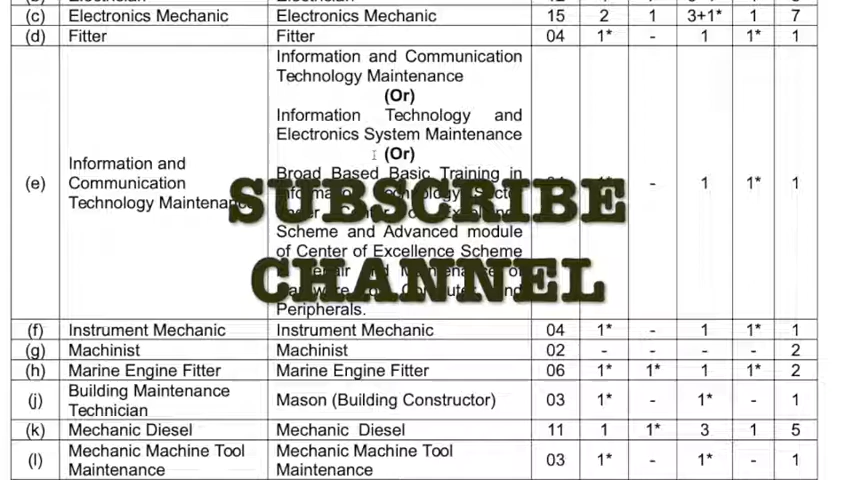 (c) Electronics Mechanic Electronics Mechanic 15 2 1 3+1* 1 7
(d) Fitter Fitter 04 1* - 1 1* 1
Information and Communication
Technology Maintenance
(Or)
Information Technology and
Electronics System Maintenance
(Or)
(e) Information and
Communication
Technology Maintenance
Broad Based Basic Training in
Scheme and Advanced module
of Center of Excellence Scheme
Peripherals.
- 1 1* 1
SUBSCRIBE
CHANNEL
(f) Instrument Mechanic Instrument Mechanic 04 1* - 1 1* 1
(g) Machinist Machinist 02 - - - - 2
(h) Marine Engine Fitter Marine Engine Fitter 06 1* 1* 1 1* 2
(j) Building Maintenance
Technician Mason (Building Constructor) 03 1* - 1* - 1
(k) Mechanic Diesel Mechanic Diesel 11 1 1* 3 1 5
(l) Mechanic Machine Tool
Maintenance Mechanic Machine Tool
Maintenance 03 1* - 1* - 1